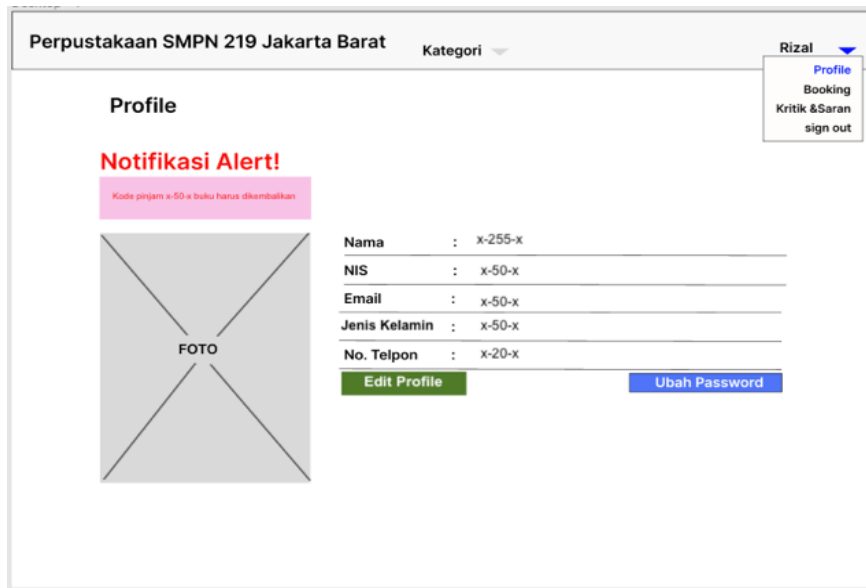 Perpustakaan SMPN 219 Jakarta Barat
Kategori
Rizal
Profile
Booking
Kritik &Saran
sign out
Profile
Notifikasi Alert!
Kode pinjam x-50-x buku harus dikembalikan
FOTO
Nama : x-255-x
NIS : x-50-x
Email : x-50-x
Jenis Kelamin : x-50-x
No. Telpon : x-20-x
Edit Profile
Ubah Password